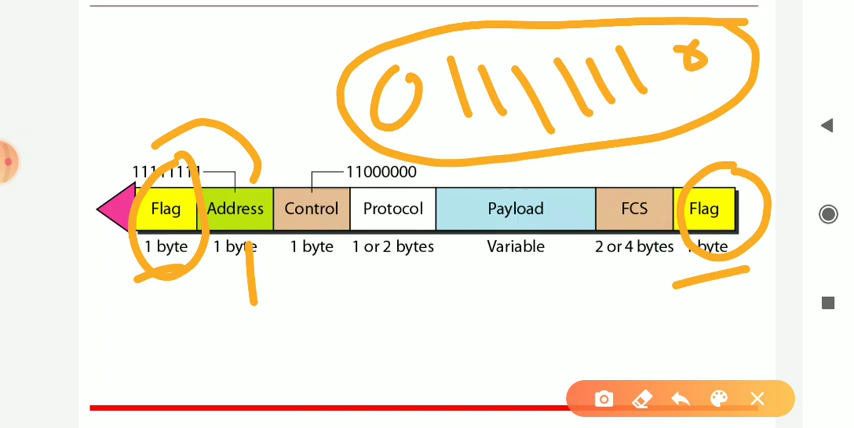 01111110
11111111 11000000
Flag Address Control Protocol Payload FCS Flag
1 byte 1 byte 1 byte 1 or 2 bytes Variable 2 or 4 bytes 1 byte